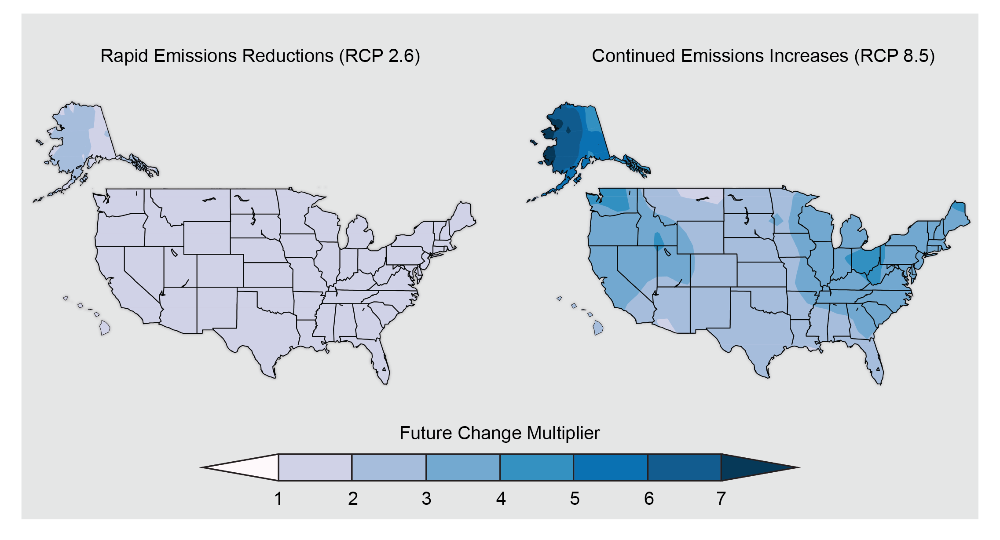 Rapid Emissions Reductions (RCP 2.6)
Continued Emissions Increases (RCP 8.5)
Future Change Multiplier
1 2 3 4 5 6 7